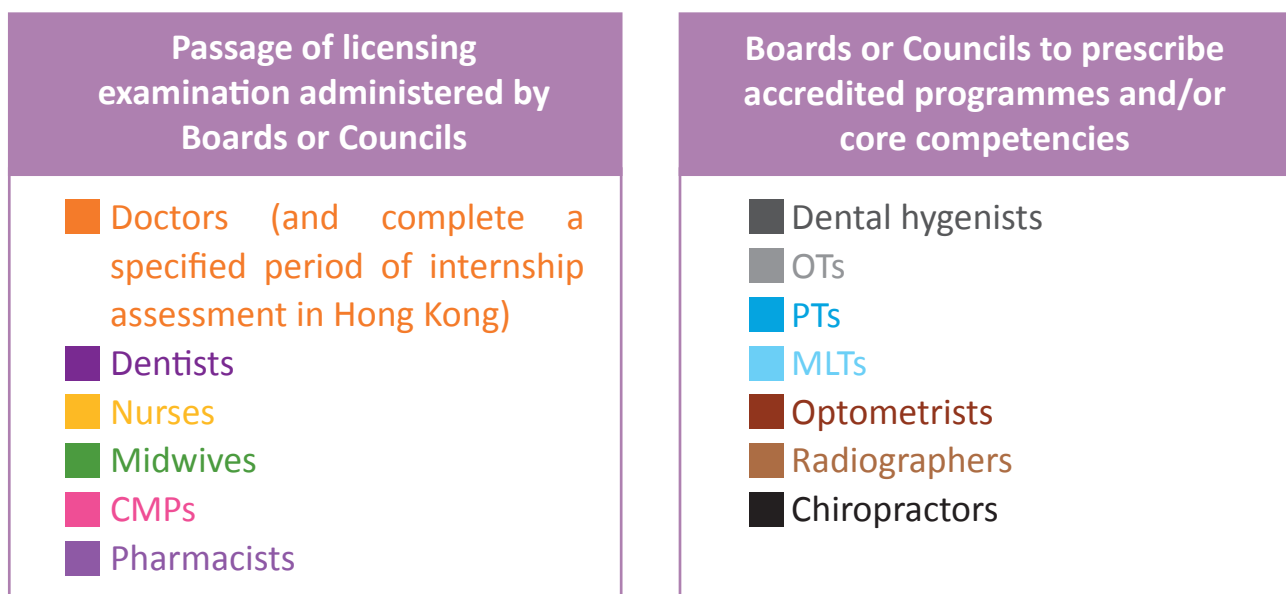 Passage of licensing
examination administered by
Boards or Councils
Doctors (and complete a
specified period of internship
assessment in Hong Kong)
Dentists
Nurses
Midwives
CMPs
Pharmacists
Boards or Councils to prescribe
accredited programmes and/or
core competencies
Dental hygenists
OTs
PTs
MLTs
Optometrists
Radiographers
Chiropractors